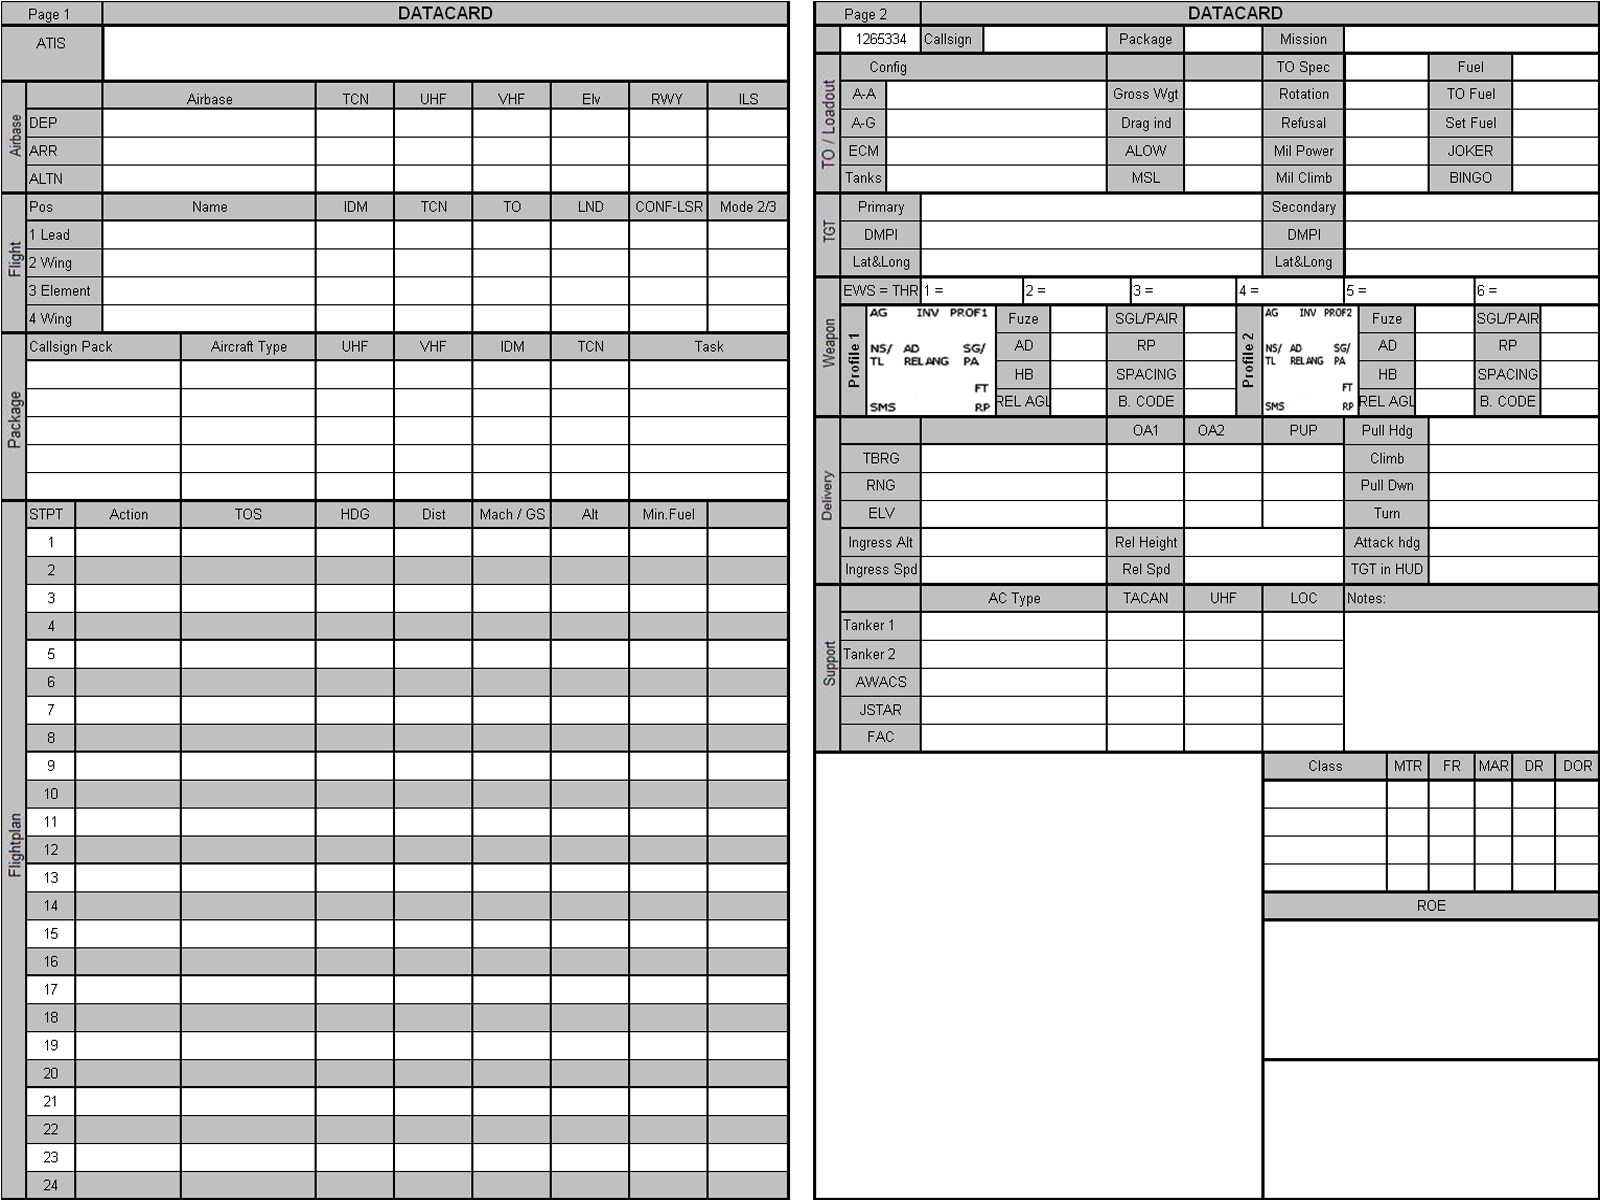 Page 1 DATACARD
ATIS
Airbase
Airbase TCN UHF VHF Elv RWY ILS
DEP
ARR
ALTN
Flight
Pos Name IDM TCN TO LND CONF-LSR Mode 2/3
1 Lead
2 Wing
3 Element
4 Wing
Package
Callsign Pack Aircraft Type UHF VHF IDM TCN Task
Flightplan
STPT Action TOS HDG Dist Mach / GS Alt Min.Fuel
1
2
3
4
5
6
7
8
9
10
11
12
13
14
15
16
17
18
19
20
21
22
23
24
Page 2 DATACARD
1265334 Callsign Package Mission
TO / Loadout
Config TO Spec Fuel
A-A Gross Wgt Rotation TO Fuel
A-G Drag ind Refusal Set Fuel
ECM ALOW Mil Power JOKER
Tanks MSL Mil Climb BINGO
TGT
Primary Secondary
DMPI DMPI
Lat&Long Lat&Long
Weapon
EWS = THR 1 = 2 = 3 = 4 = 5 = 6 =
Profile 1
AG INV PROF1
NS/ AD SG/
TL REL ANG PA
FT
SMS RP
Fuze SGL/PAIR
AD RP
HB SPACING
REL AGL B. CODE
Profile 2
AG INV PROF2
NS/ AD SG/
TL REL ANG PA
FT
SMS RP
Fuze SGL/PAIR
AD RP
HB SPACING
REL AGL B. CODE
Delivery
OA1 OA2 PUP Pull Hdg
TBRG Climb
RNG Pull Dwn
ELV Turn
Ingress Alt Rel Height Attack hdg
Ingress Spd Rel Spd TGT in HUD
Support
AC Type TACAN UHF LOC Notes:
Tanker 1
Tanker 2
AWACS
JSTAR
FAC
Class MTR FR MAR DR DOR
ROE